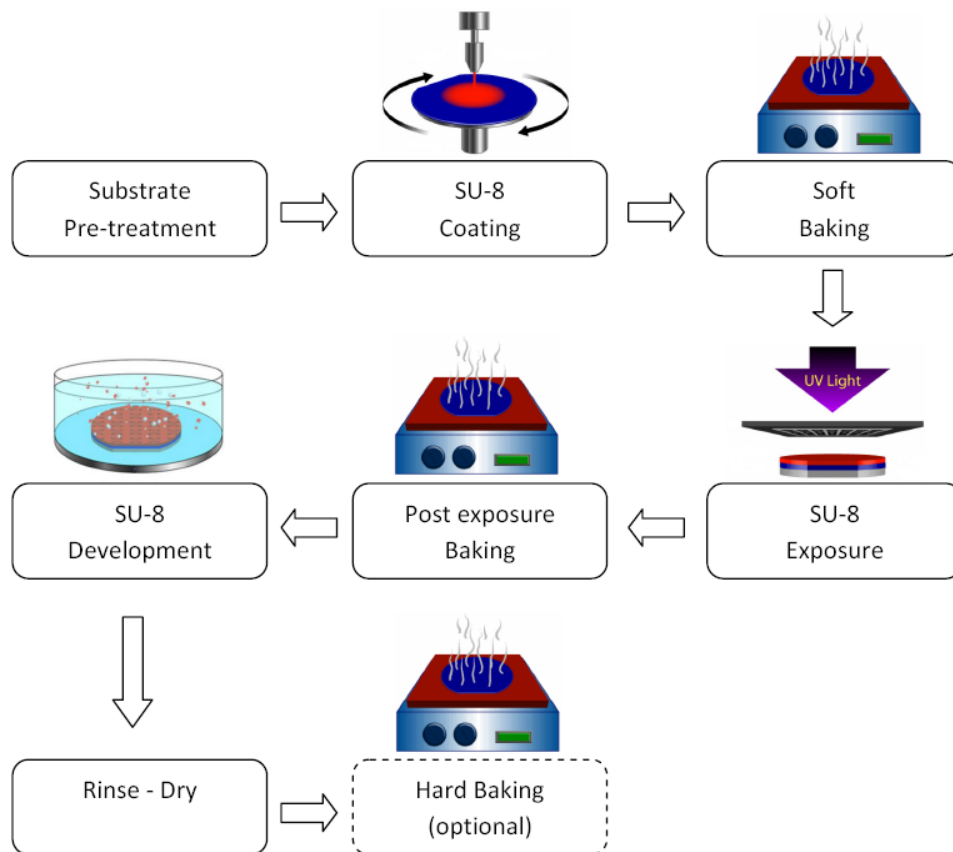 Substrate
Pre-treatment
SU-8
Coating
Soft
Baking
UV Light
SU-8
Exposure
Post exposure
Baking
SU-8
Development
Rinse - Dry
Hard Baking
(optional)